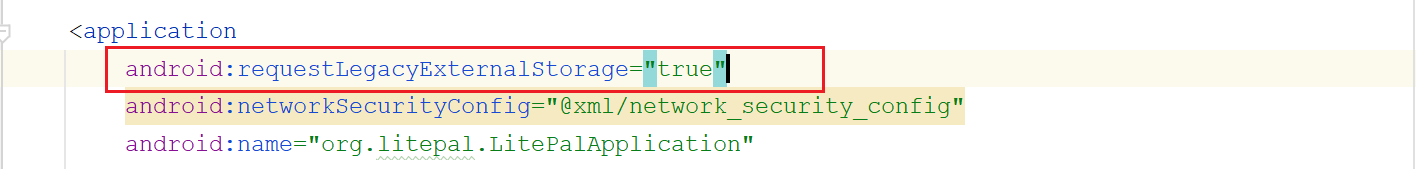 <application
android:requestLegacyExternalStorage="true"
android:networkSecurityConfig="@xml/network_security_config"
android:name="org.litepal.LitePalApplication"